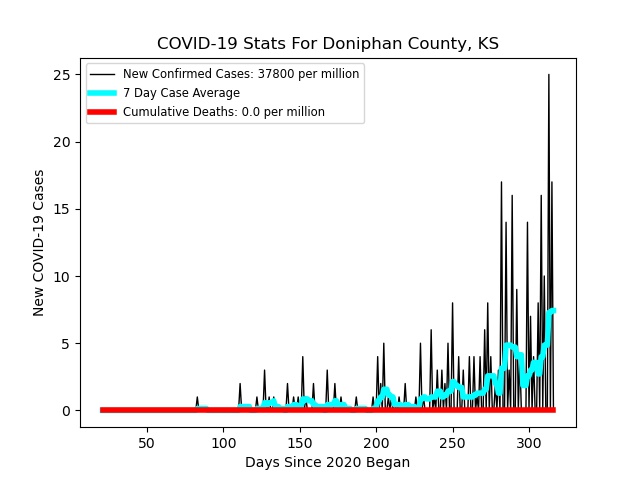 COVID-19 Stats For Doniphan County, KS
New Confirmed Cases: 37800 per million
7 Day Case Average
Cumulative Deaths: 0.0 per million
New COVID-19 Cases
25
20
15
10
5
0
50 100 150 200 250 300
Days Since 2020 Began